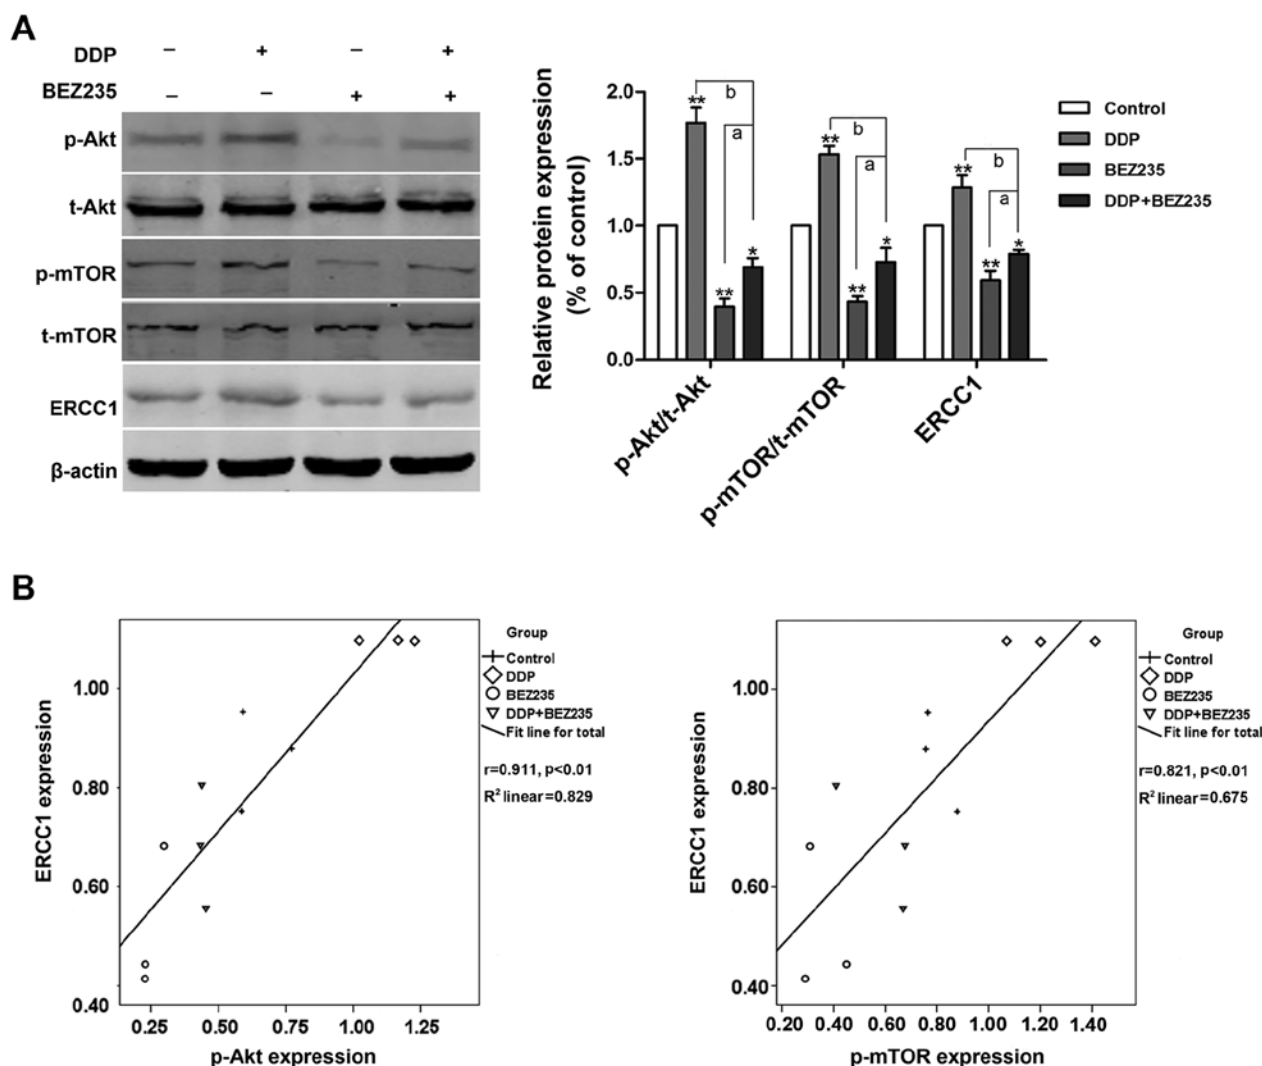 A
DDP − + − +
BEZ235 − − + +
p-Akt
t-Akt
p-mTOR
t-mTOR
ERCC1
β-actin
Relative protein expression
(% of control)
2.0
1.5
1.0
0.5
0.0
** b
a
** *
** b
a
** *
** b
a
** *
p-Akt/t-Akt
p-mTOR/t-mTOR
ERCC1
Control
DDP
BEZ235
DDP+BEZ235
B
ERCC1 expression
1.00
0.80
0.60
0.40
0.25 0.50 0.75 1.00 1.25
p-Akt expression
Group
Control
DDP
BEZ235
DDP+BEZ235
Fit line for total
r=0.911, p<0.01
R² linear=0.829
ERCC1 expression
1.00
0.80
0.60
0.40
0.20 0.40 0.60 0.80 1.00 1.20 1.40
p-mTOR expression
Group
Control
DDP
BEZ235
DDP+BEZ235
Fit line for total
r=0.821, p<0.01
R² linear=0.675